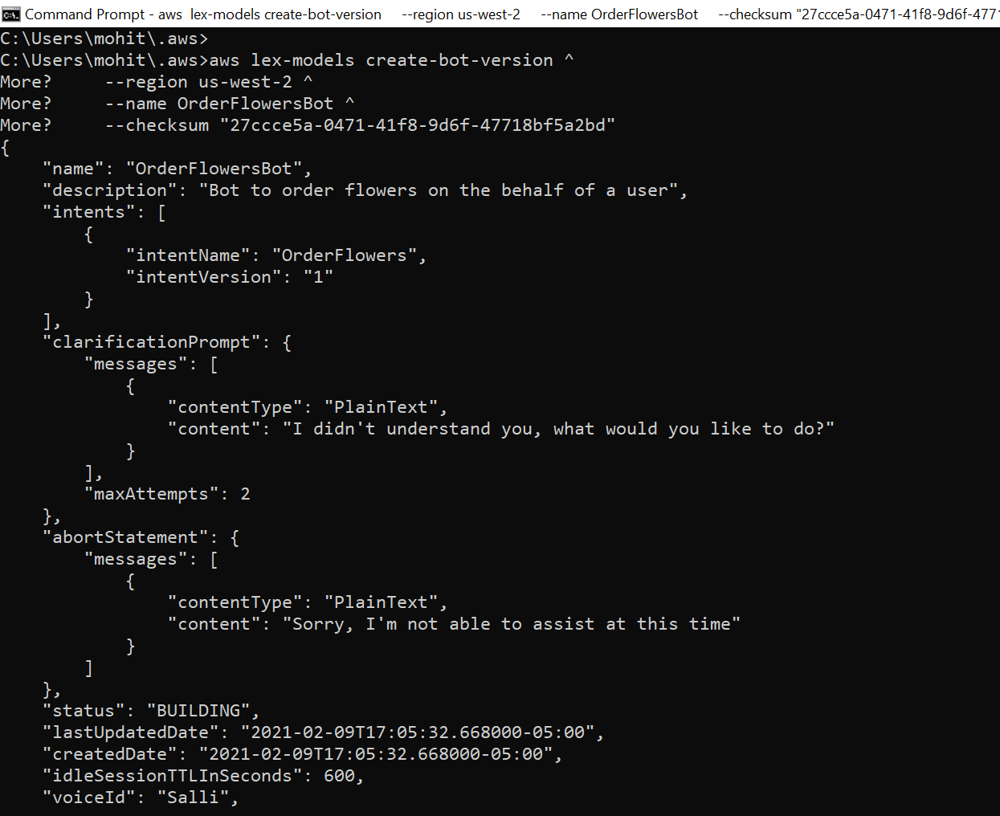 Command Prompt - aws  lex-models create-bot-version     --region us-west-2     --name OrderFlowersBot     --checksum "27ccce5a-0471-41f8-9d6f-477
C:\Users\mohit\.aws>
C:\Users\mohit\.aws>aws lex-models create-bot-version ^
More?     --region us-west-2 ^
More?     --name OrderFlowersBot ^
More?     --checksum "27ccce5a-0471-41f8-9d6f-47718bf5a2bd"
{
    "name": "OrderFlowersBot",
    "description": "Bot to order flowers on the behalf of a user",
    "intents": [
        {
            "intentName": "OrderFlowers",
            "intentVersion": "1"
        }
    ],
    "clarificationPrompt": {
        "messages": [
            {
                "contentType": "PlainText",
                "content": "I didn't understand you, what would you like to do?"
            }
        ],
        "maxAttempts": 2
    },
    "abortStatement": {
        "messages": [
            {
                "contentType": "PlainText",
                "content": "Sorry, I'm not able to assist at this time"
            }
        ]
    },
    "status": "BUILDING",
    "lastUpdatedDate": "2021-02-09T17:05:32.668000-05:00",
    "createdDate": "2021-02-09T17:05:32.668000-05:00",
    "idleSessionTTLInSeconds": 600,
    "voiceId": "Salli",